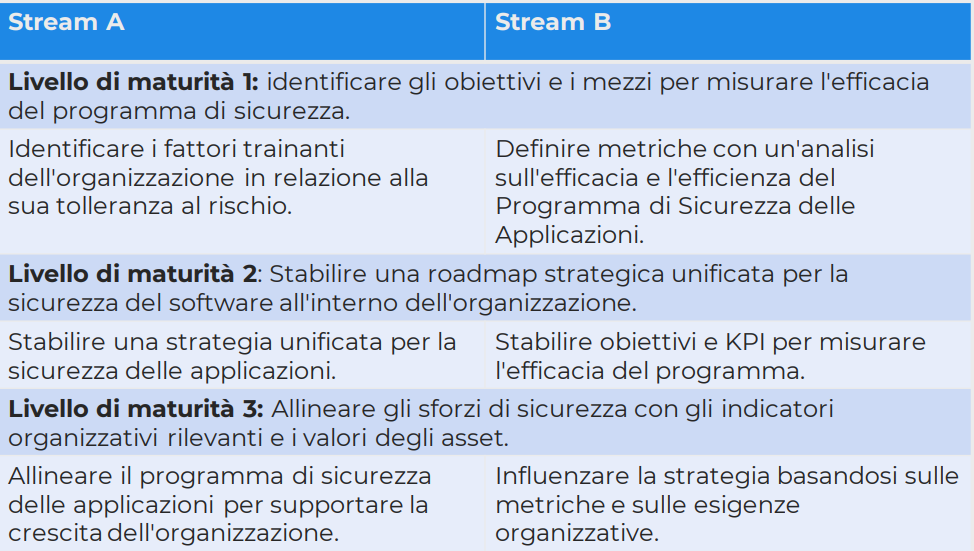 Stream A
Stream B
Livello di maturità 1: identificare gli obiettivi e i mezzi per misurare l'efficacia
del programma di sicurezza.
Identificare i fattori trainanti
dell'organizzazione in relazione alla
sua tolleranza al rischio.
Definire metriche con un'analisi
sull'efficacia e l'efficienza del
Programma di Sicurezza delle
Applicazioni.
Livello di maturità 2: Stabilire una roadmap strategica unificata per la
sicurezza del software all'interno dell'organizzazione.
Stabilire una strategia unificata per la
sicurezza delle applicazioni.
Stabilire obiettivi e KPI per misurare
l'efficacia del programma.
Livello di maturità 3: Allineare gli sforzi di sicurezza con gli indicatori
organizzativi rilevanti e i valori degli asset.
Allineare il programma di sicurezza
delle applicazioni per supportare la
crescita dell'organizzazione.
Influenzare la strategia basandosi sulle
metriche e sulle esigenze
organizzative.